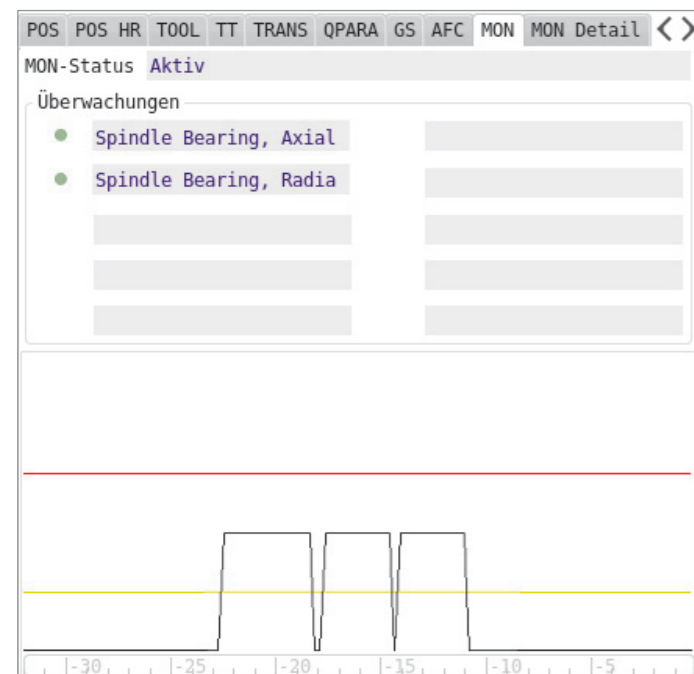 POS POS HR TOOL TT TRANS QPARA GS AFC MON MON Detail
MON-Status Aktiv
Überwachungen
Spindle Bearing, Axial
Spindle Bearing, Radia
-30 -25 -20 -15 -10 -5